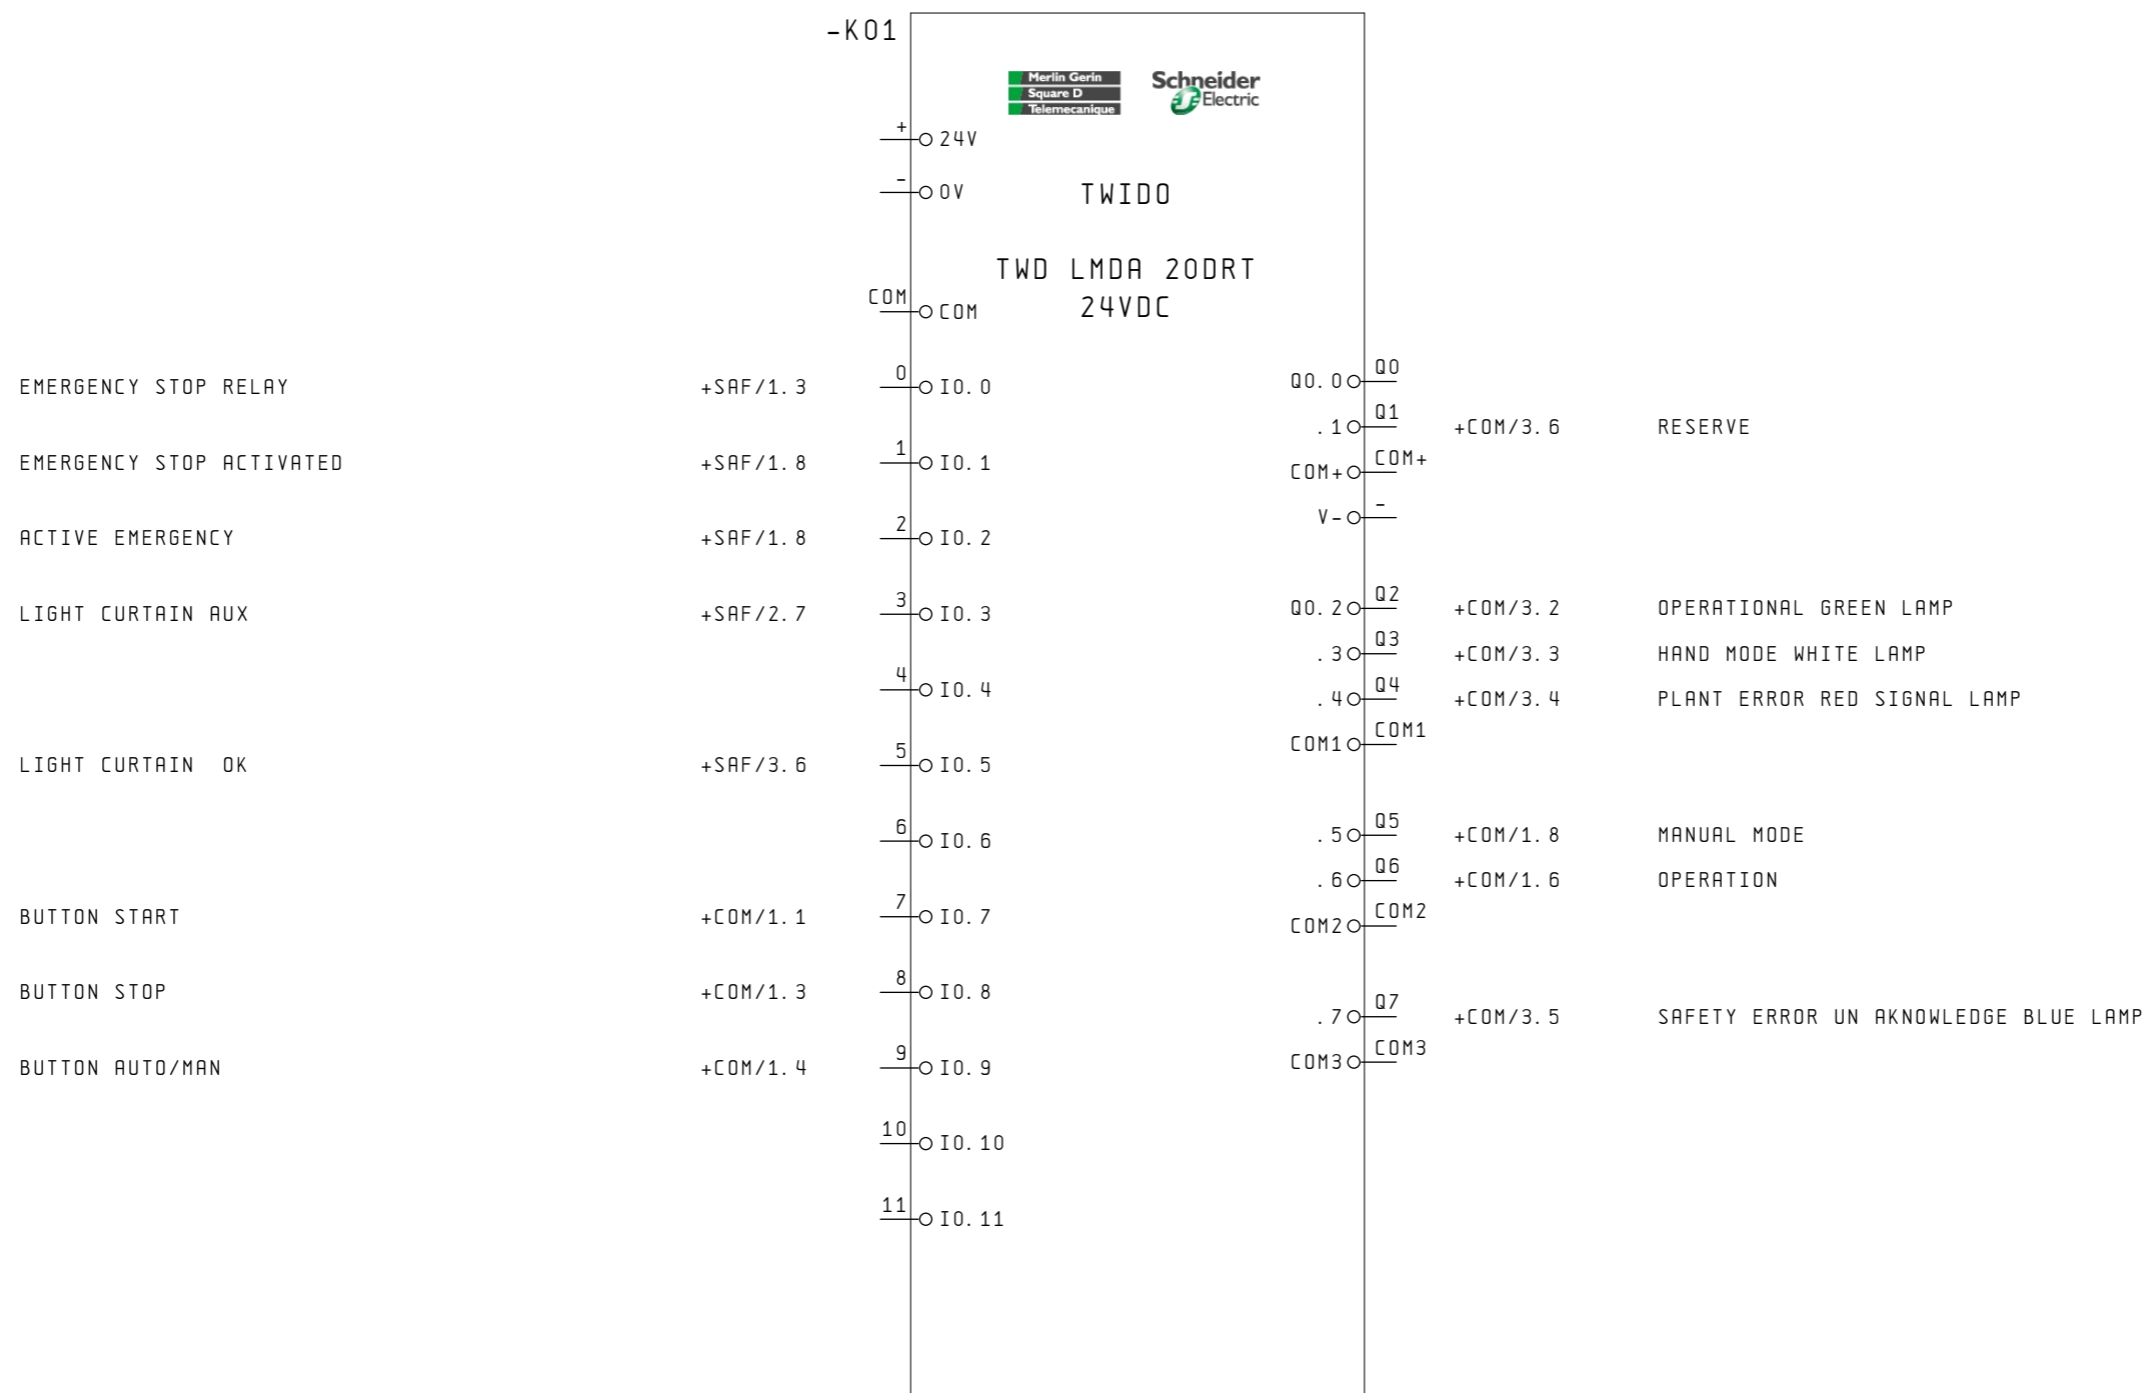 -K01
Merlin Gerin
Square D
Telemecanique
Schneider
Electric
+ 24V
- 0V
TWIDO
TWD LMDA 20DRT
24VDC
COM COM
EMERGENCY STOP RELAY +SAF/1.3 0 I0.0
EMERGENCY STOP ACTIVATED +SAF/1.8 1 I0.1
ACTIVE EMERGENCY +SAF/1.8 2 I0.2
LIGHT CURTAIN AUX +SAF/2.7 3 I0.3
4 I0.4
LIGHT CURTAIN OK +SAF/3.6 5 I0.5
6 I0.6
BUTTON START +COM/1.1 7 I0.7
BUTTON STOP +COM/1.3 8 I0.8
BUTTON AUTO/MAN +COM/1.4 9 I0.9
10 I0.10
11 I0.11
Q0.0 Q0
.1 Q1 +COM/3.6 RESERVE
COM+ COM+
V- -
Q0.2 Q2 +COM/3.2 OPERATIONAL GREEN LAMP
.3 Q3 +COM/3.3 HAND MODE WHITE LAMP
.4 Q4 +COM/3.4 PLANT ERROR RED SIGNAL LAMP
COM1 COM1
.5 Q5 +COM/1.8 MANUAL MODE
.6 Q6 +COM/1.6 OPERATION
COM2 COM2
.7 Q7 +COM/3.5 SAFETY ERROR UN AKNOWLEDGE BLUE LAMP
COM3 COM3